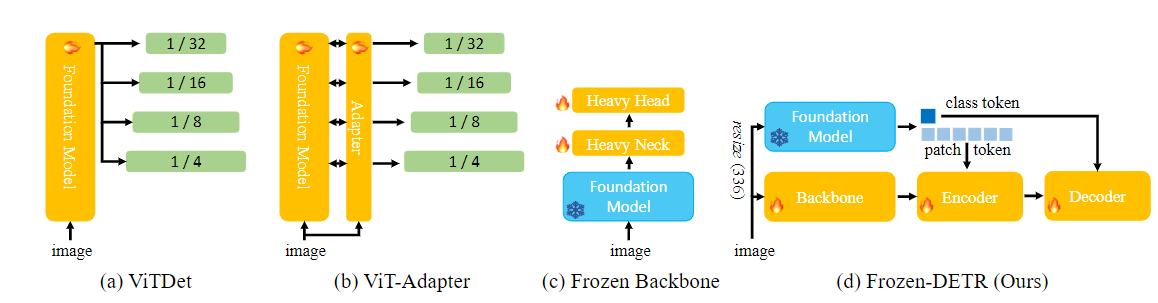 Foundation Model
1 / 32
1 / 16
1 / 8
1 / 4
image
(a) ViTDet
Foundation Model
Adapter
1 / 32
1 / 16
1 / 8
1 / 4
image
(b) ViT-Adapter
Heavy Head
Heavy Neck
Foundation
Model
image
(c) Frozen Backbone
resize (336)
Foundation
Model
class token
patch token
Backbone
Encoder
Decoder
image
(d) Frozen-DETR (Ours)